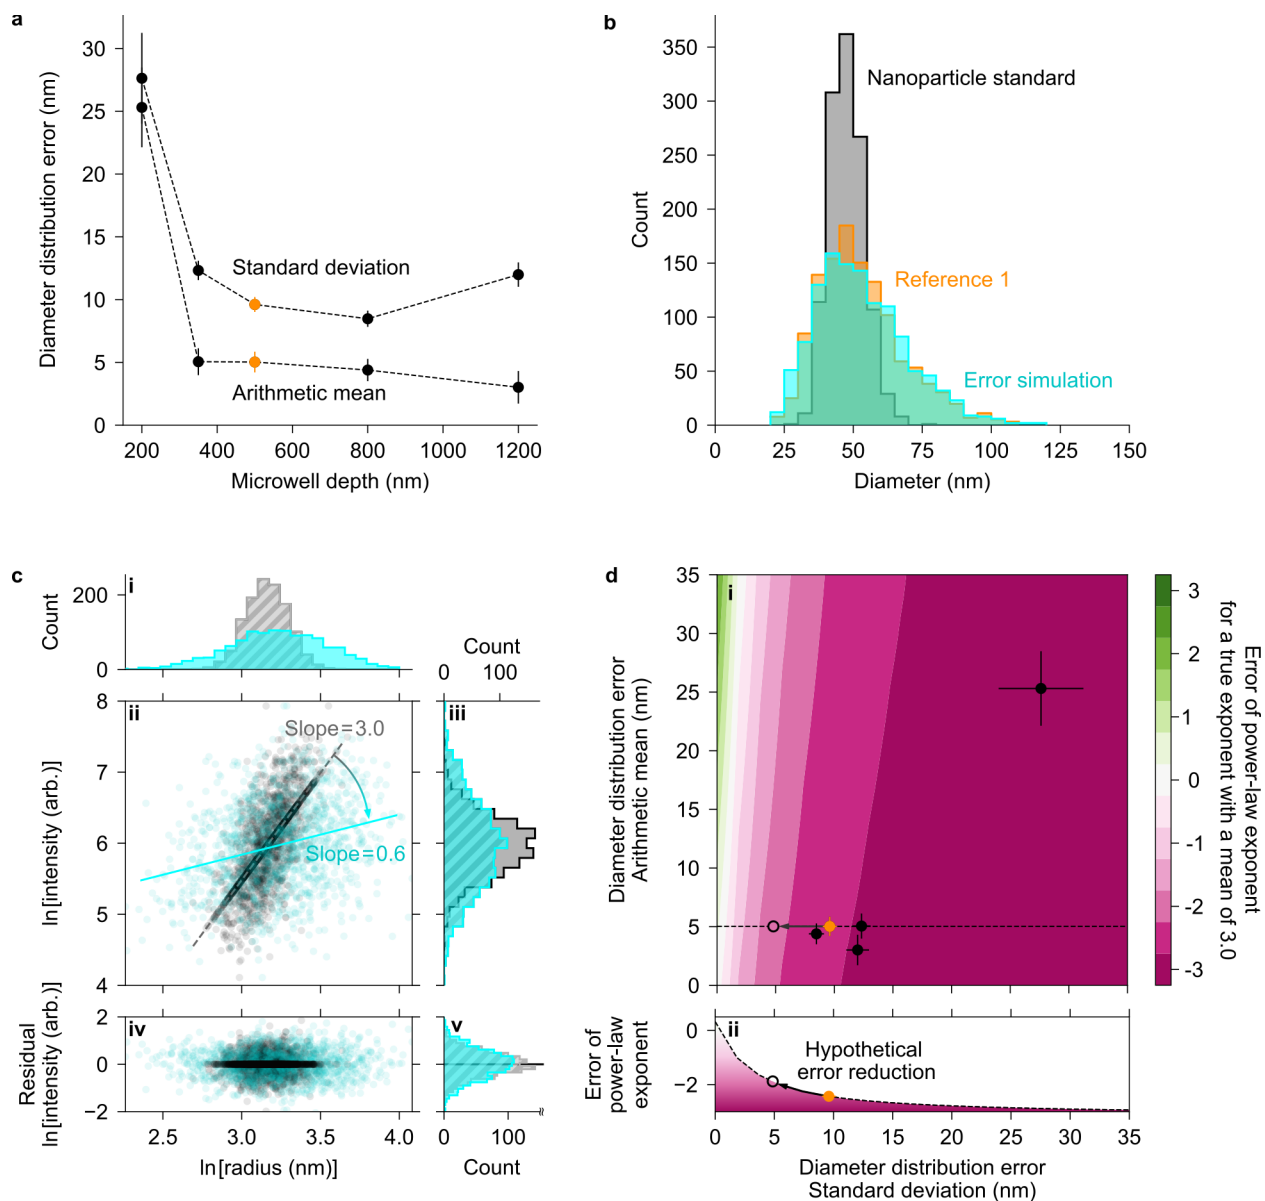 a
Diameter distribution error (nm)
30
25
20
15
10
5
0
Standard deviation
Arithmetic mean
200 400 600 800 1000 1200
Microwell depth (nm)
b
Count
350
300
250
200
150
100
50
0
Nanoparticle standard
Reference 1
Error simulation
0 25 50 75 100 125 150
Diameter (nm)
c
i
Count
200
0
Count
0 100
ii
ln[intensity (arb.)]
8
7
6
5
4
Slope=3.0
Slope=0.6
iii
iv
Residual
ln[intensity (arb.)]
2
0
−2
2.5 3.0 3.5 4.0
ln[radius (nm)]
v
0 100
Count
d
i
Diameter distribution error
Arithmetic mean (nm)
35
30
25
20
15
10
5
0
3
2
1
0
-1
-2
-3
Error of power-law exponent
for a true exponent with a mean of 3.0
ii
Error of
power-law
exponent
0
−2
Hypothetical
error reduction
0 5 10 15 20 25 30 35
Diameter distribution error
Standard deviation (nm)